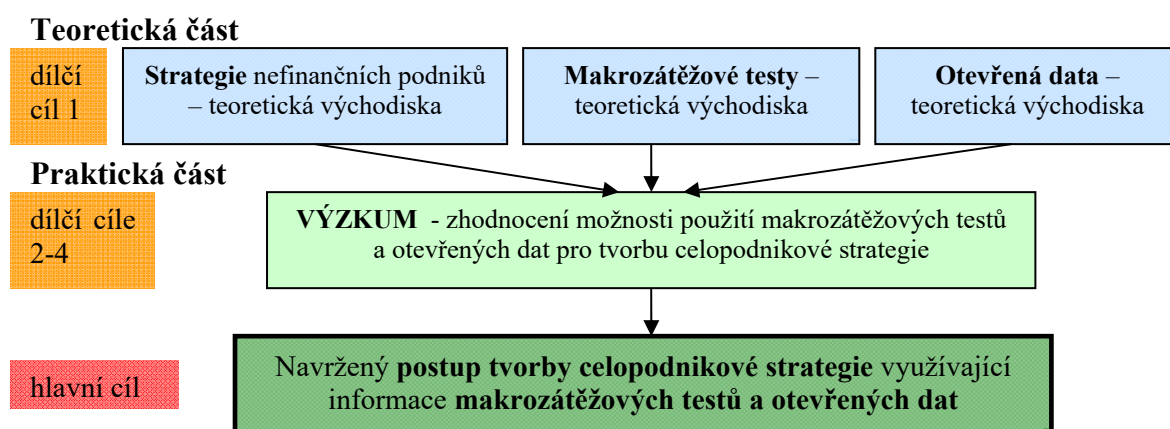 Teoretická část
dílčí
cíl 1
Strategie nefinančních podniků
– teoretická východiska
Makrozátěžové testy –
teoretická východiska
Otevřená data –
teoretická východiska
Praktická část
dílčí cíle
2-4
VÝZKUM - zhodnocení možnosti použití makrozátěžových testů
a otevřených dat pro tvorbu celopodnikové strategie
hlavní cíl
Navržený postup tvorby celopodnikové strategie využívající
informace makrozátěžových testů a otevřených dat